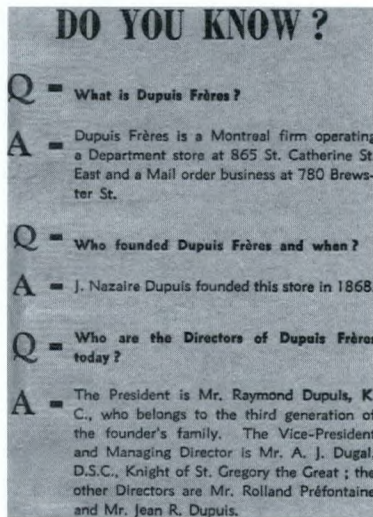 DO YOU KNOW ?
Q - What is Dupuis Frères ?
A - Dupuis Frères is a Montreal firm operating
a Department store at 865 St. Catherine St.
East and a Mail order business at 780 Brews-
ter St.
Q - Who founded Dupuis Frères and when ?
A - J. Nazaire Dupuis founded this store in 1868.
Q - Who are the Directors of Dupuis Frères
today ?
A - The President is Mr. Raymond Dupuis, K.
C., who belongs to the third generation of
the founder's family. The Vice-President
and Managing Director is Mr. A. J. Dugal,
D.S.C., Knight of St. Gregory the Great ; the
other Directors are Mr. Rolland Préfontaine
and Mr. Jean R. Dupuis.